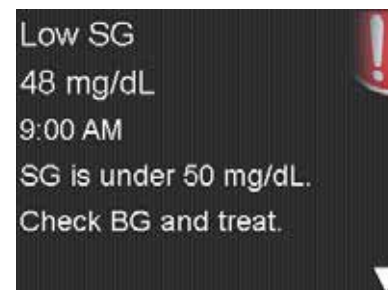 Low SG
48 mg/dL
9:00 AM
SG is under 50 mg/dL.
Check BG and treat.